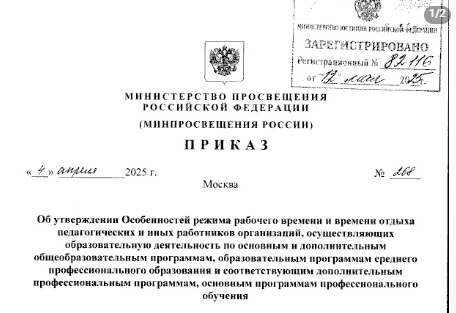 1/2
МИНИСТЕРСТВО ЮСТИЦИИ РОССИЙСКОЙ ФЕДЕРАЦИИ
ЗАРЕГИСТРИРОВАНО
Регистрационный № 82116
от "12" мая 2025.
МИНИСТЕРСТВО ПРОСВЕЩЕНИЯ
РОССИЙСКОЙ ФЕДЕРАЦИИ
(МИНПРОСВЕЩЕНИЯ РОССИИ)
ПРИКАЗ
« 4 » апреля 2025 г.
№ 268
Москва
Об утверждении Особенностей режима рабочего времени и времени отдыха
педагогических и иных работников организаций, осуществляющих
образовательную деятельность по основным и дополнительным
общеобразовательным программам, образовательным программам среднего
профессионального образования и соответствующим дополнительным
профессиональным программам, основным программам профессионального
обучения